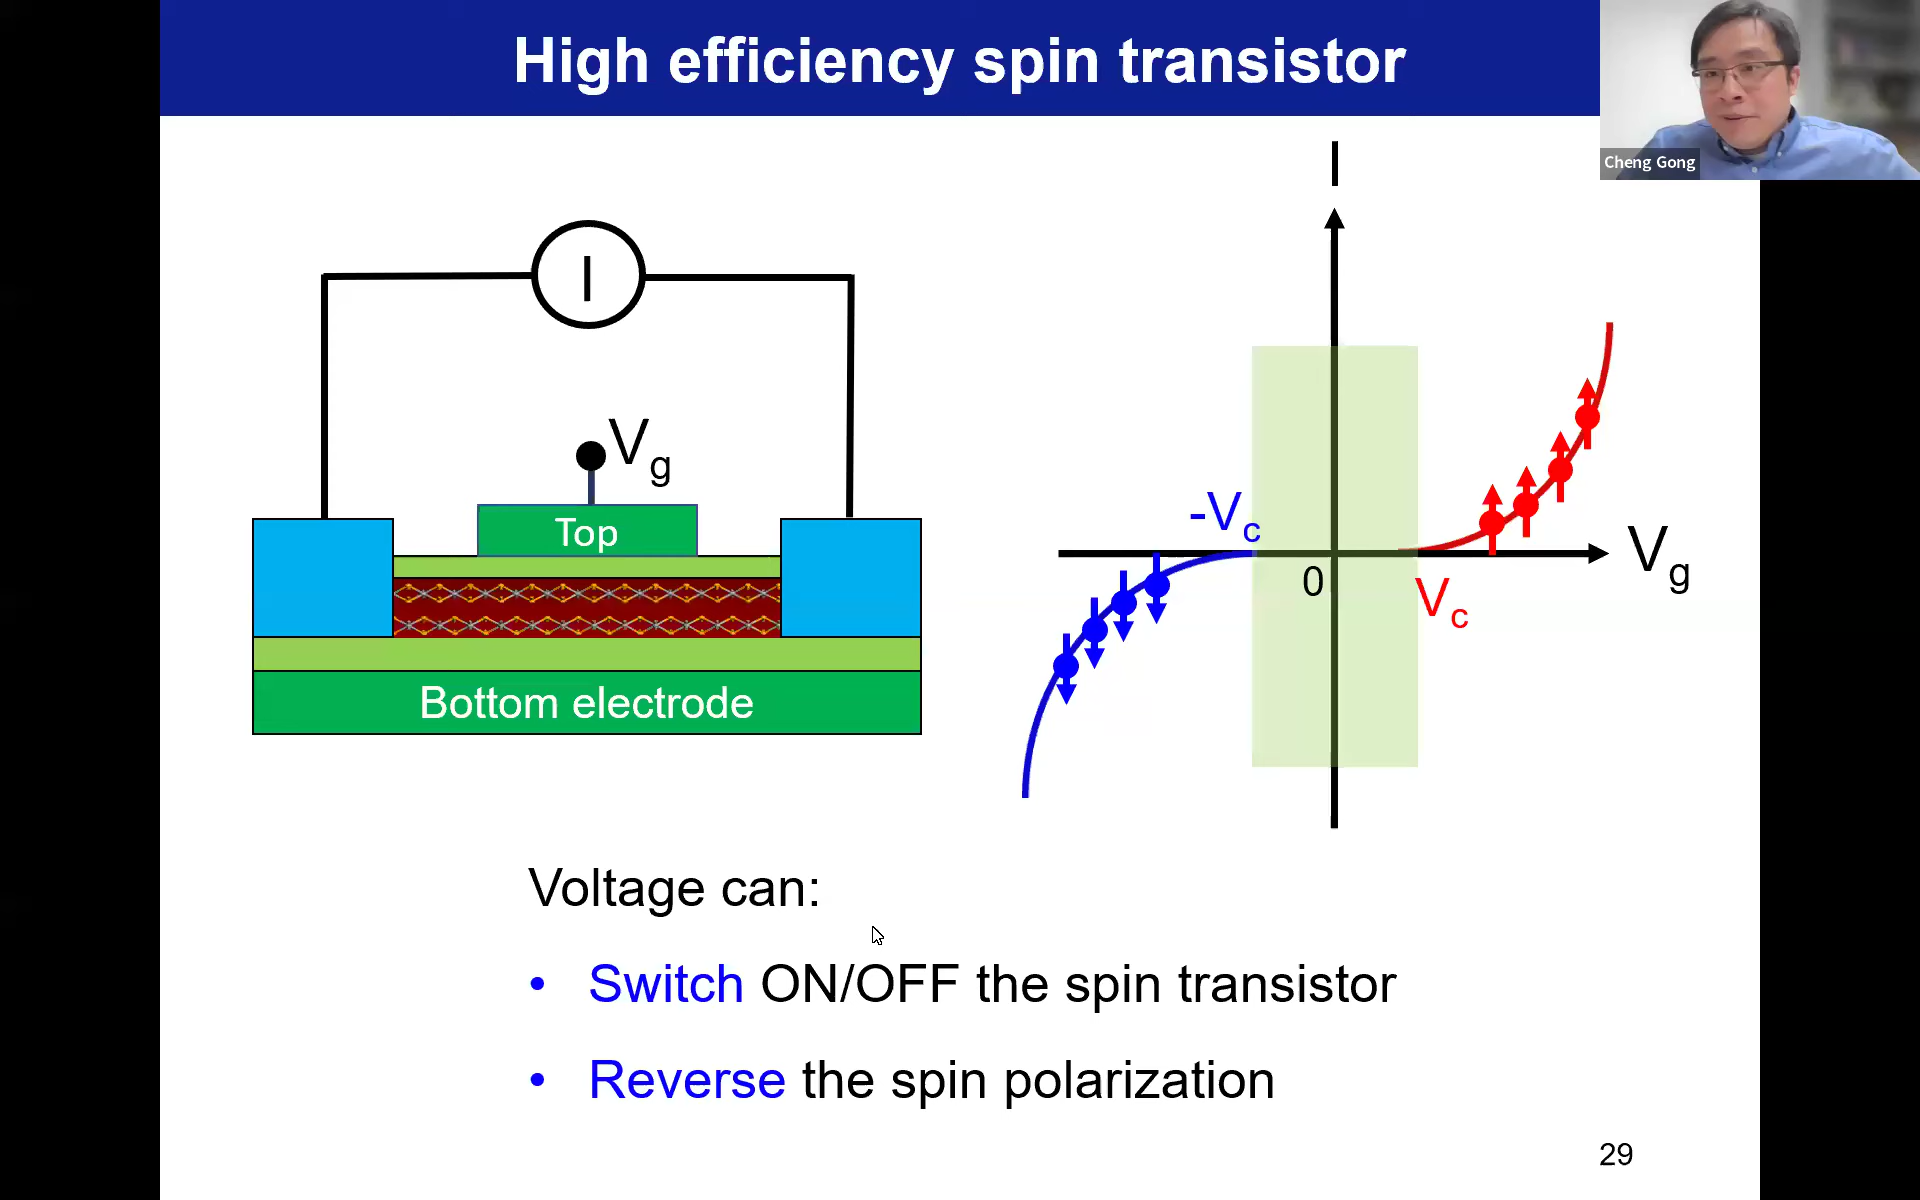 High efficiency spin transistor
Cheng Gong
I
I
Vg
Top
Bottom electrode
-Vc
0
Vc
Vg
Voltage can:
• Switch ON/OFF the spin transistor
• Reverse the spin polarization
29